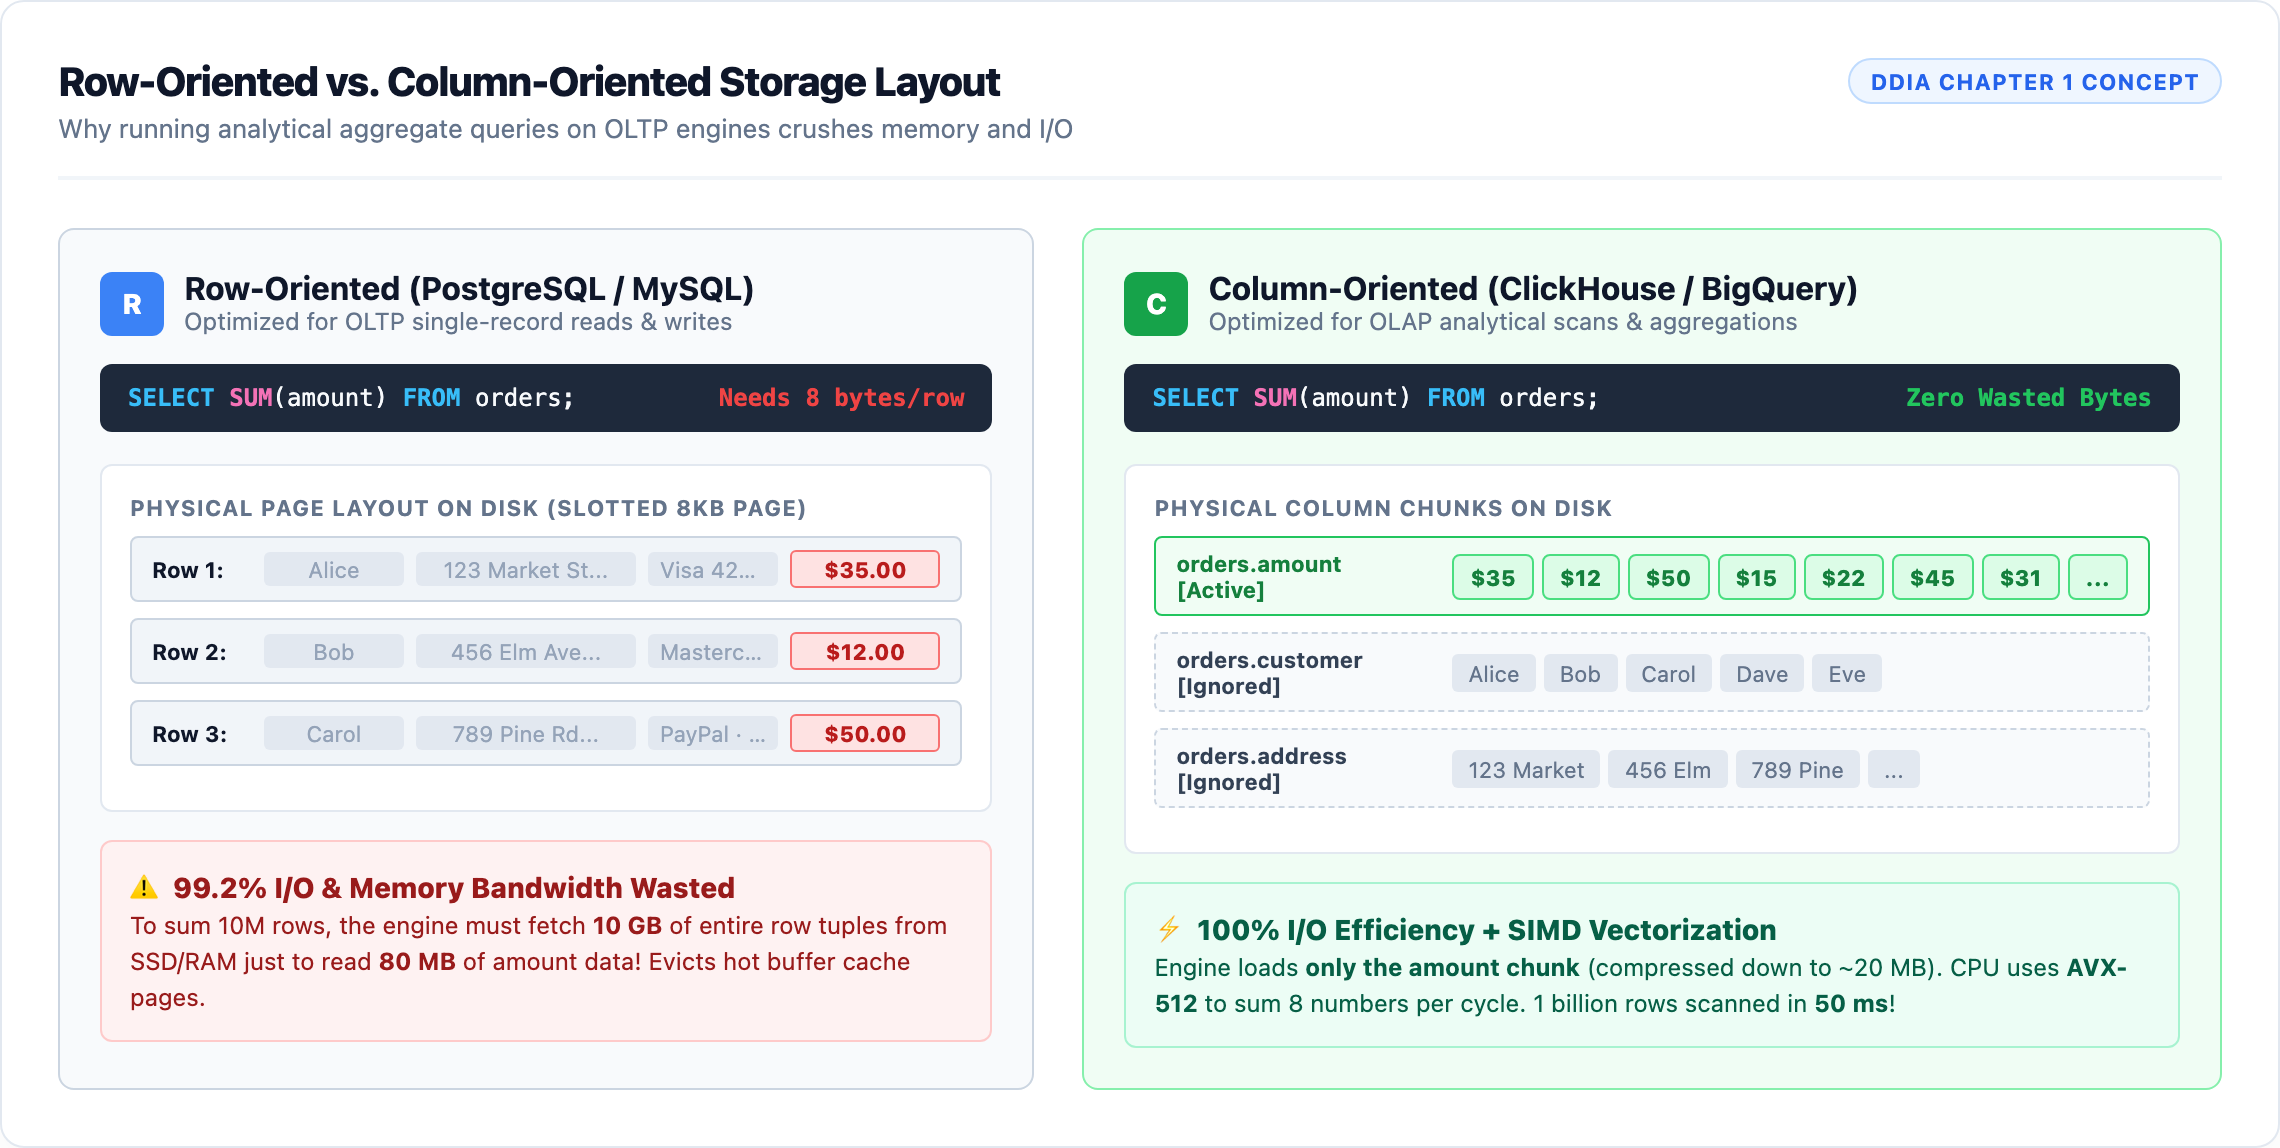 Row-Oriented vs. Column-Oriented Storage Layout
Why running analytical aggregate queries on OLTP engines crushes memory and I/O
DDIA CHAPTER 1 CONCEPT
R
Row-Oriented (PostgreSQL / MySQL)
Optimized for OLTP single-record reads & writes
SELECT SUM(amount) FROM orders; Needs 8 bytes/row
PHYSICAL PAGE LAYOUT ON DISK (SLOTTED 8KB PAGE)
Row 1: Alice 123 Market St... Visa 42... $35.00
Row 2: Bob 456 Elm Ave... Masterc... $12.00
Row 3: Carol 789 Pine Rd... PayPal · ... $50.00
⚠️ 99.2% I/O & Memory Bandwidth Wasted
To sum 10M rows, the engine must fetch 10 GB of entire row tuples from
SSD/RAM just to read 80 MB of amount data! Evicts hot buffer cache
pages.
C
Column-Oriented (ClickHouse / BigQuery)
Optimized for OLAP analytical scans & aggregations
SELECT SUM(amount) FROM orders; Zero Wasted Bytes
PHYSICAL COLUMN CHUNKS ON DISK
orders.amount
[Active]
$35 $12 $50 $15 $22 $45 $31 ...
orders.customer
[Ignored]
Alice Bob Carol Dave Eve
orders.address
[Ignored]
123 Market 456 Elm 789 Pine ...
⚡ 100% I/O Efficiency + SIMD Vectorization
Engine loads only the amount chunk (compressed down to ~20 MB). CPU uses AVX-
512 to sum 8 numbers per cycle. 1 billion rows scanned in 50 ms!